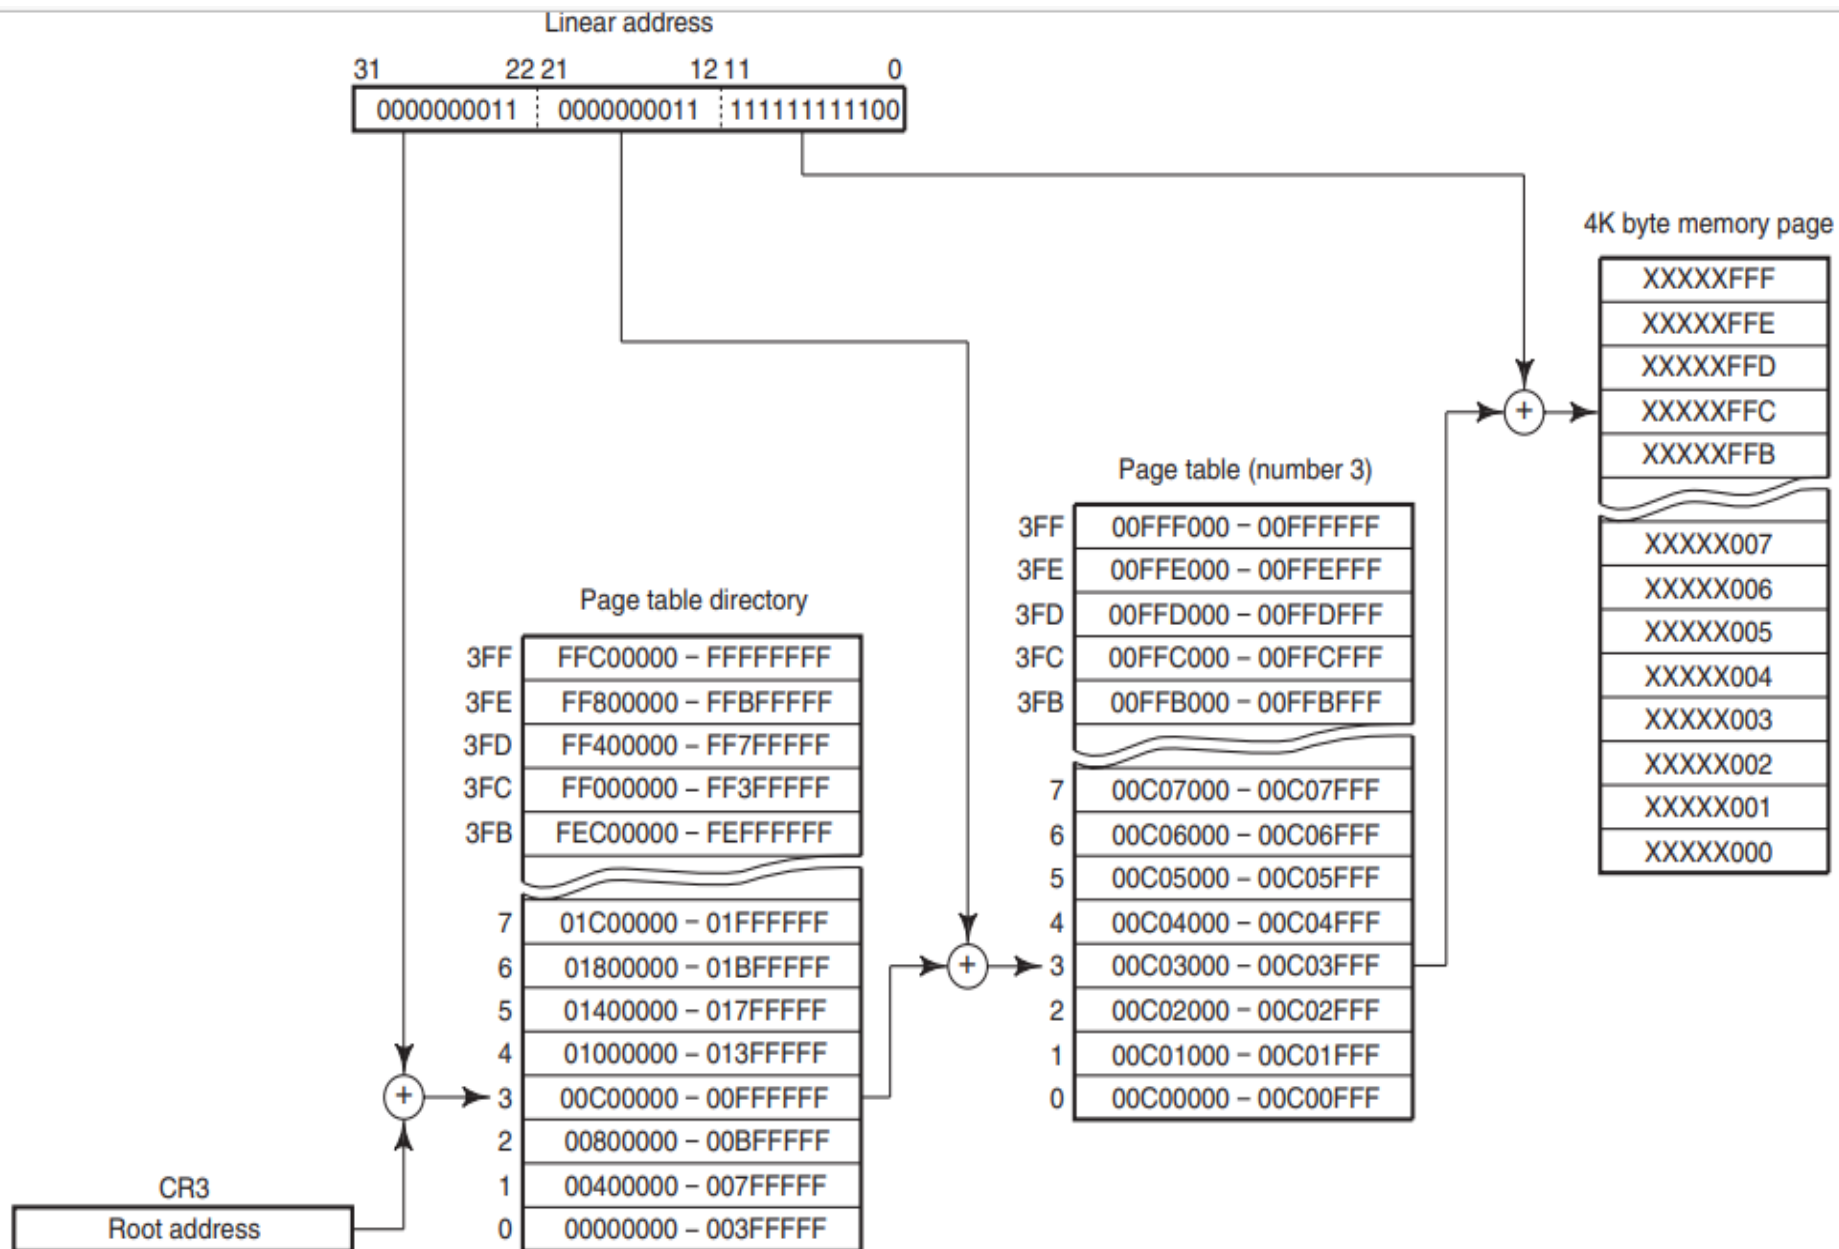 Linear address
31 22 21 12 11 0
0000000011 0000000011 111111111100
4K byte memory page
XXXXXFFF
XXXXXFFE
XXXXXFFD
XXXXXFFC
XXXXXFFB
XXXXX007
XXXXX006
XXXXX005
XXXXX004
XXXXX003
XXXXX002
XXXXX001
XXXXX000
+
Page table (number 3)
3FF 00FFF000 – 00FFFFFF
3FE 00FFE000 – 00FFEFFF
3FD 00FFD000 – 00FFDFFF
3FC 00FFC000 – 00FFCFFF
3FB 00FFB000 – 00FFBFFF
7 00C07000 – 00C07FFF
6 00C06000 – 00C06FFF
5 00C05000 – 00C05FFF
4 00C04000 – 00C04FFF
3 00C03000 – 00C03FFF
2 00C02000 – 00C02FFF
1 00C01000 – 00C01FFF
0 00C00000 – 00C00FFF
+
Page table directory
3FF FFC00000 – FFFFFFFF
3FE FF800000 – FFBFFFFF
3FD FF400000 – FF7FFFFF
3FC FF000000 – FF3FFFFF
3FB FEC00000 – FEFFFFFF
7 01C00000 – 01FFFFFF
6 01800000 – 01BFFFFF
5 01400000 – 017FFFFF
4 01000000 – 013FFFFF
3 00C00000 – 00FFFFFF
2 00800000 – 00BFFFFF
1 00400000 – 007FFFFF
0 00000000 – 003FFFFF
+
CR3
Root address